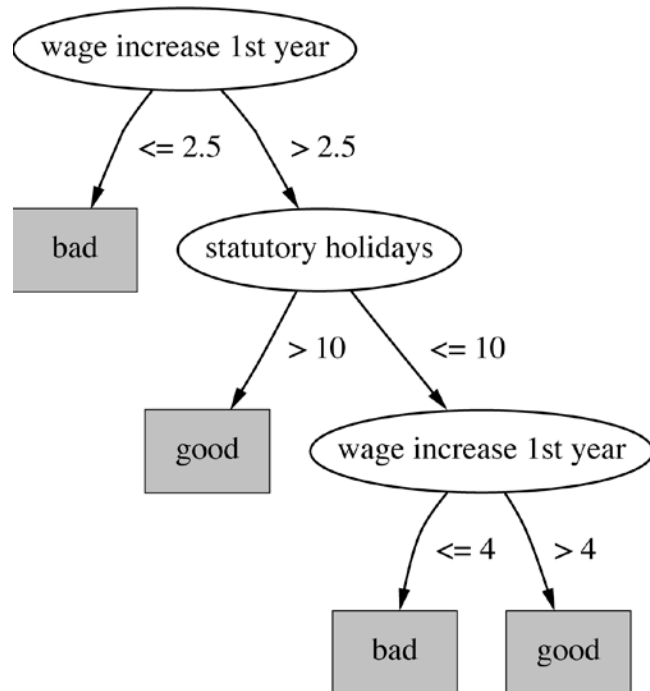 wage increase 1st year
<= 2.5
> 2.5
bad
statutory holidays
> 10
<= 10
good
wage increase 1st year
<= 4
> 4
bad
good